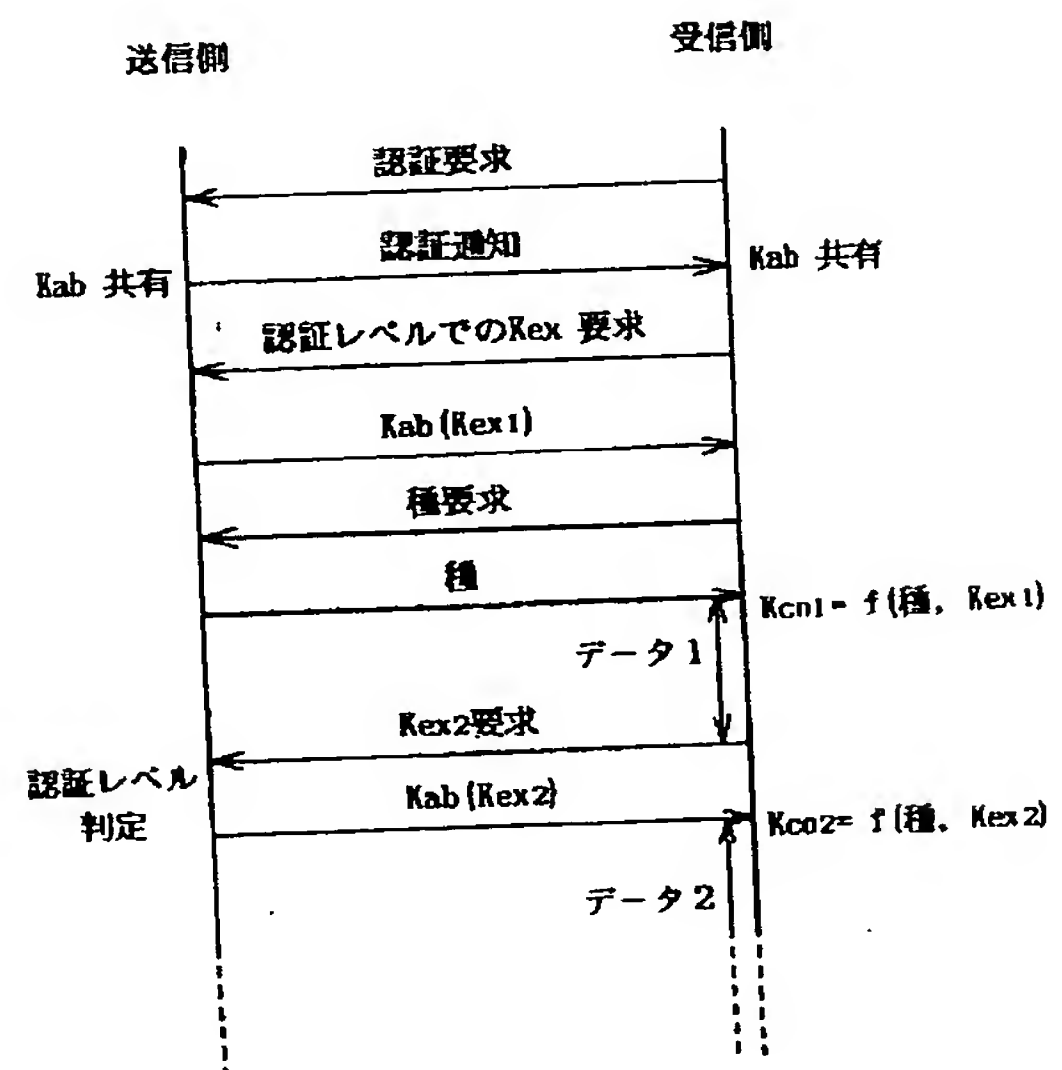 送信側
受信側
認証要求
認証通知
Kab 共有
Kab 共有
認証レベルでのKex 要求
Kab(Kex1)
種要求
種
Kco1= f(種, Kex1)
データ1
Kex2要求
認証レベル
判定
Kab(Kex2)
Kco2= f(種, Kex2)
データ2